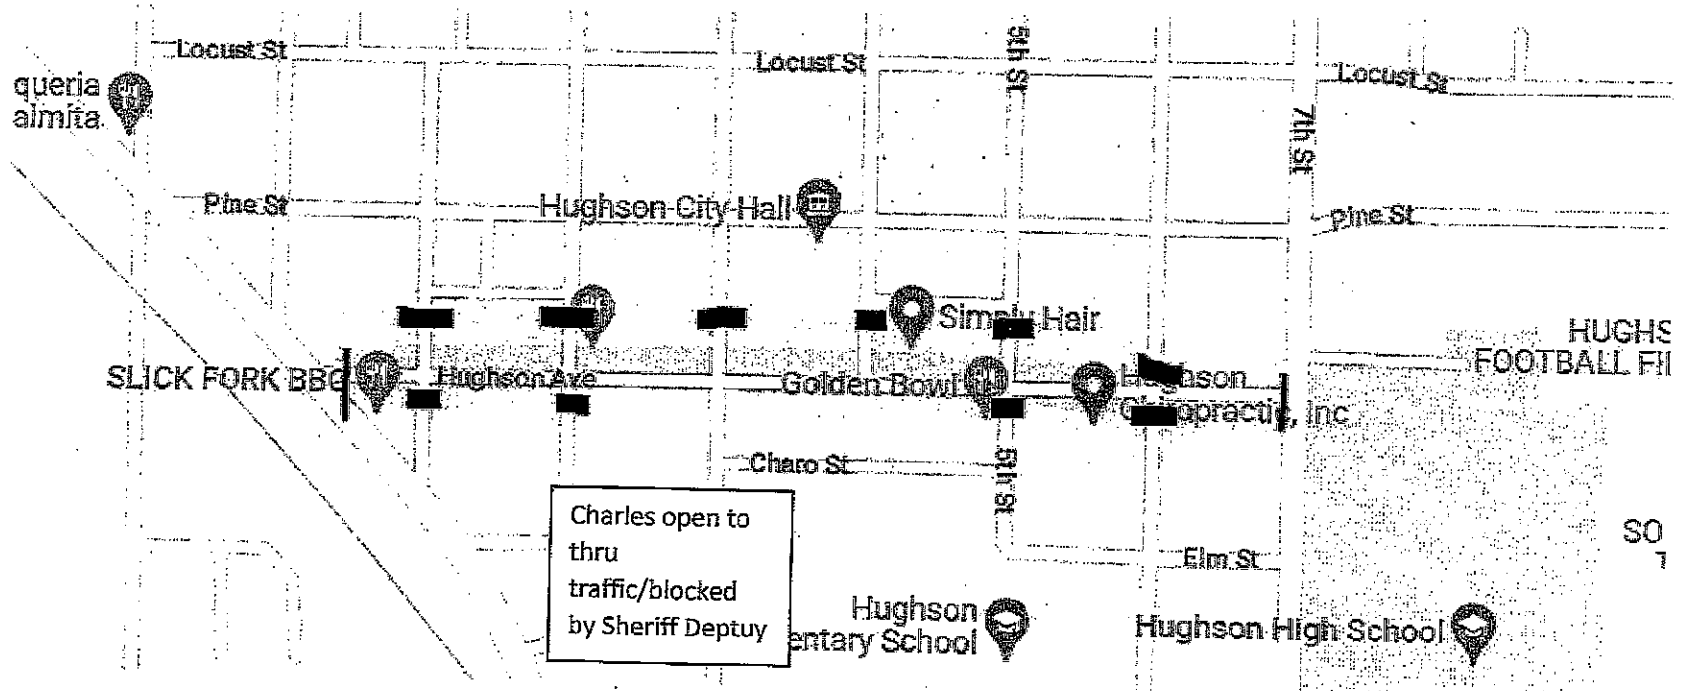 Locust St
Locust St
5th St
Locust St
queria
almita
7th St
Pine St
Hughson City Hall
Pine St
Simply Hair
HUGHS
FOOTBALL FII
SLICK FORK BBQ
Hughson Ave
Golden Bowl
Hughson
Chiropractic, Inc
Charo St
5th St
Charles open to
thru
traffic/blocked
by Sheriff Deptuy
Elm St
SO
Hughson
entary School
Hughson High School